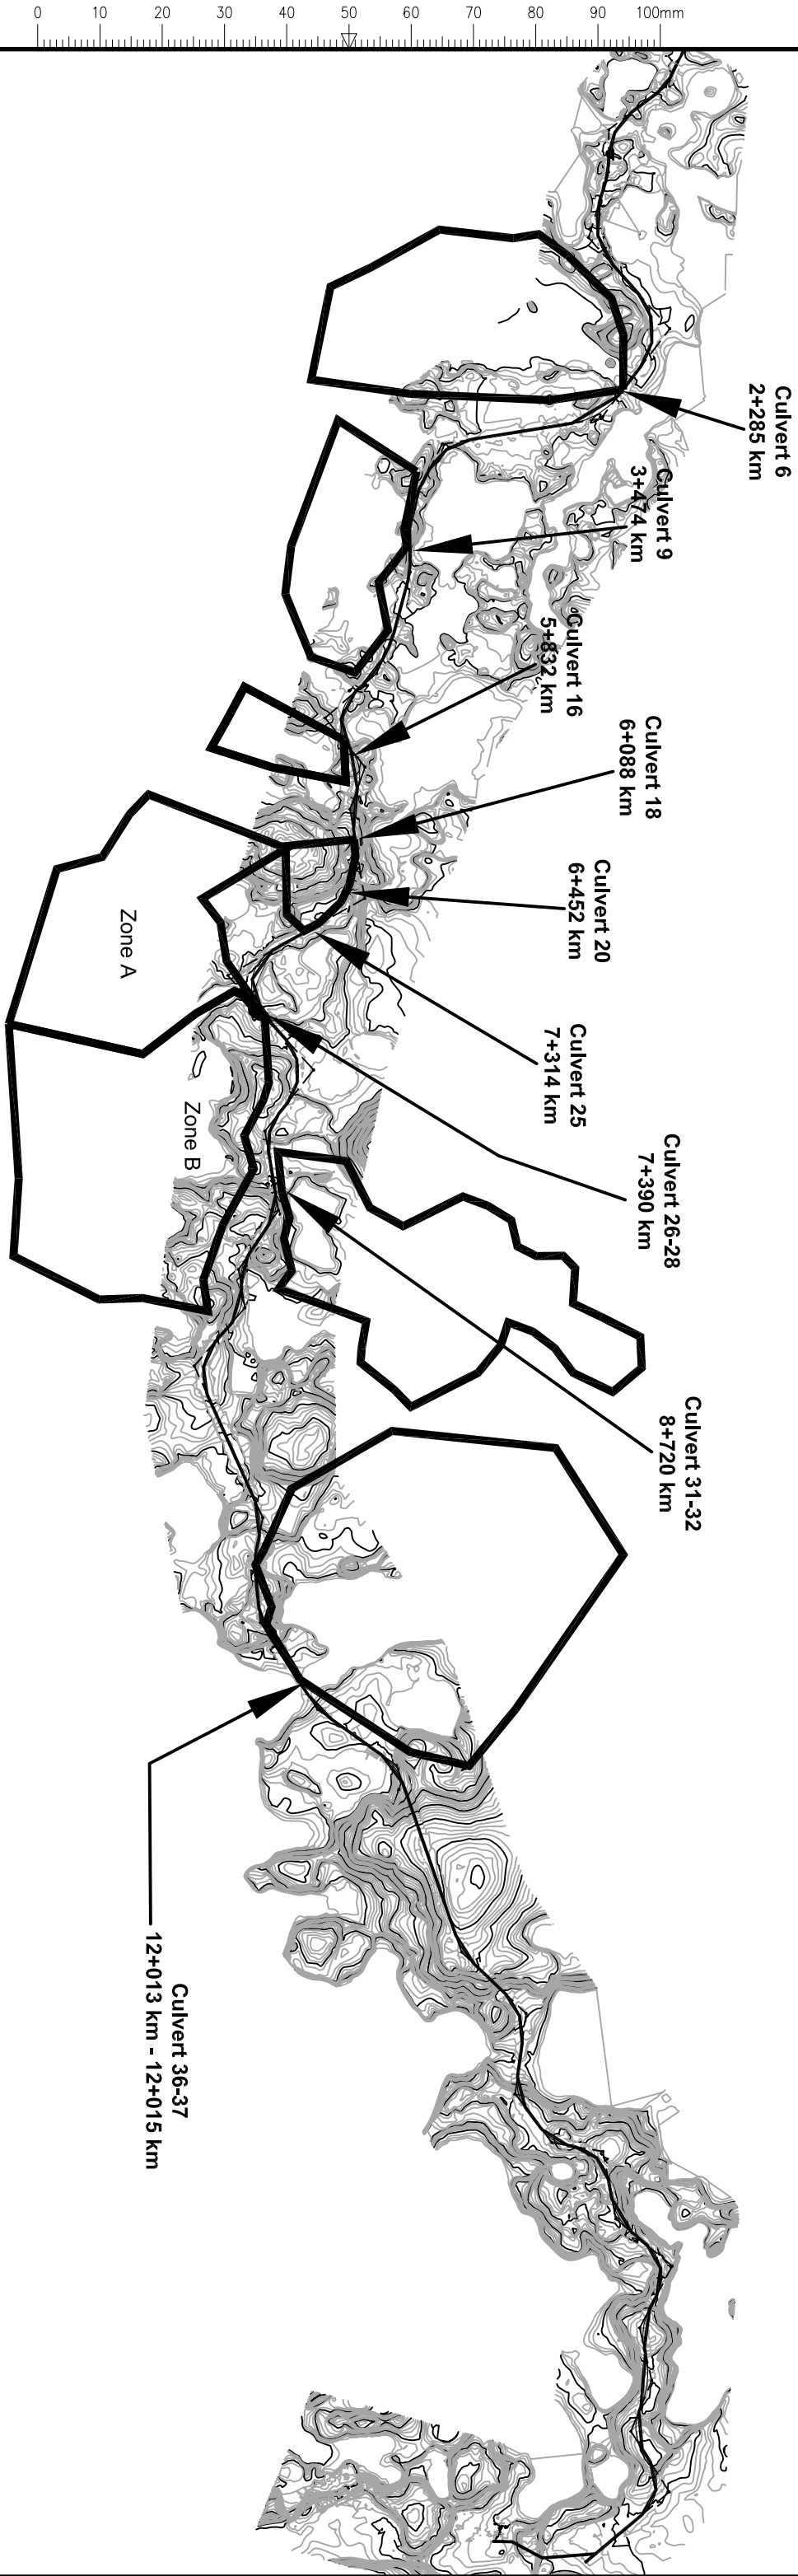 0 10 20 30 40 50 60 70 80 90 100mm
Culvert 6
2+285 km
Culvert 9
3+474 km
Culvert 16
5+832 km
Culvert 18
6+088 km
Culvert 20
6+452 km
Zone A
Culvert 25
7+314 km
Zone B
Culvert 26-28
7+390 km
Culvert 31-32
8+720 km
Culvert 36-37
12+013 km - 12+015 km